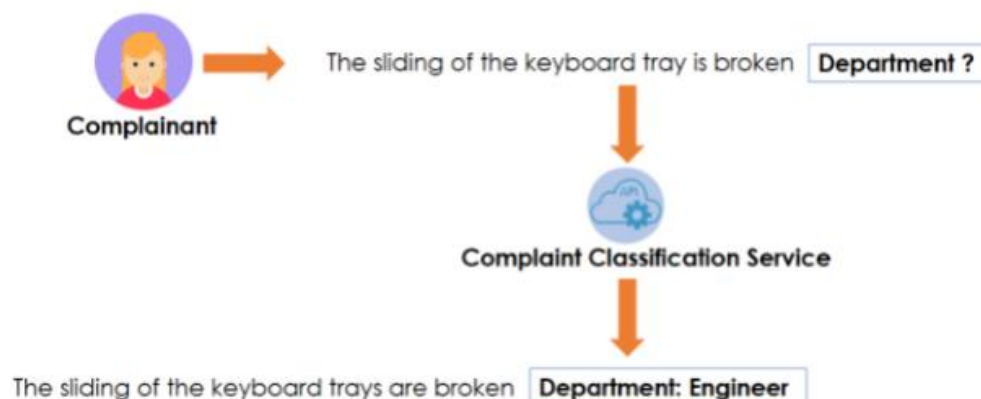 The sliding of the keyboard tray is broken Department ?
Complainant
API
Complaint Classification Service
The sliding of the keyboard trays are broken Department: Engineer